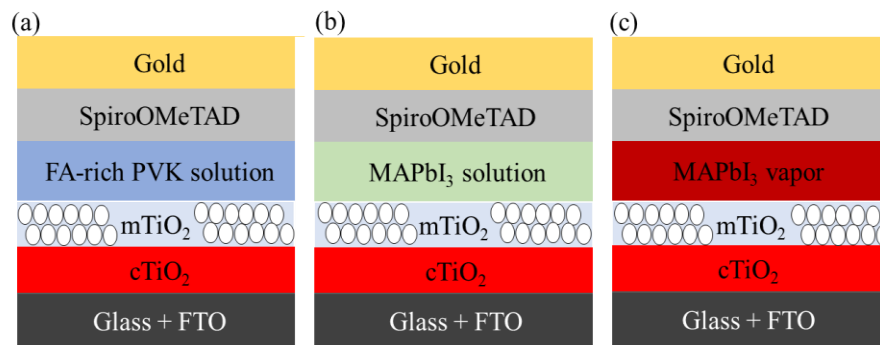 (a)
Gold
SpiroOMeTAD
FA-rich PVK solution
mTiO₂
cTiO₂
Glass + FTO
(b)
Gold
SpiroOMeTAD
MAPbI₃ solution
mTiO₂
cTiO₂
Glass + FTO
(c)
Gold
SpiroOMeTAD
MAPbI₃ vapor
mTiO₂
cTiO₂
Glass + FTO